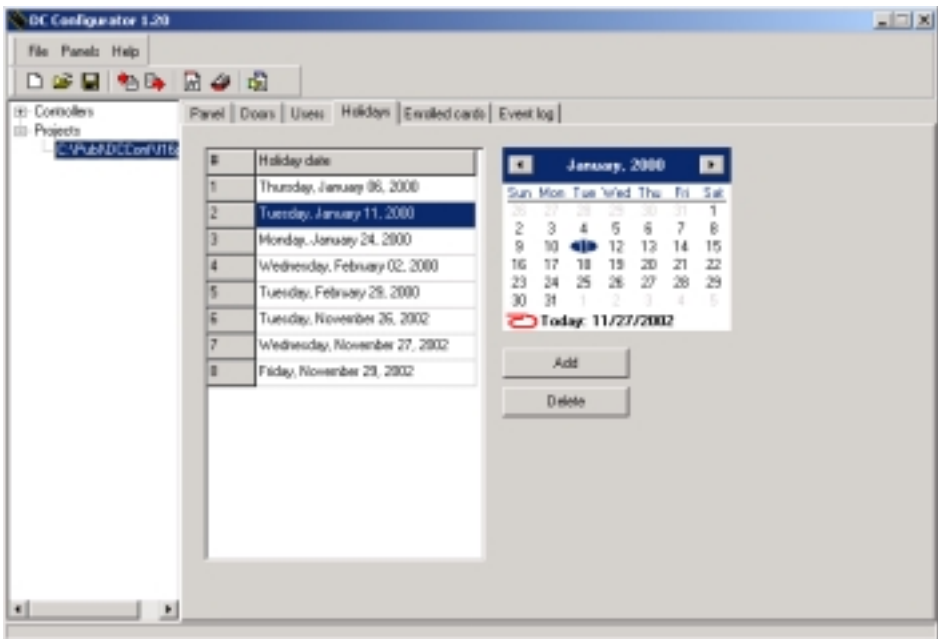 DC Configurator 1.20
File Panels Help
Controllers
Projects
Panel Doors Users Holidays Enrolled cards Event log
# Holiday date
1 Thursday, January 06, 2000
2 Tuesday, January 11, 2000
3 Monday, January 24, 2000
4 Wednesday, February 02, 2000
5 Tuesday, February 29, 2000
6 Tuesday, November 26, 2002
7 Wednesday, November 27, 2002
8 Friday, November 29, 2002
January, 2000
Sun Mon Tue Wed Thu Fri Sat
26 27 28 29 30 31 1
2 3 4 5 6 7 8
9 10 11 12 13 14 15
16 17 18 19 20 21 22
23 24 25 26 27 28 29
30 31 1 2 3 4 5
Today: 11/27/2002
Add
Delete